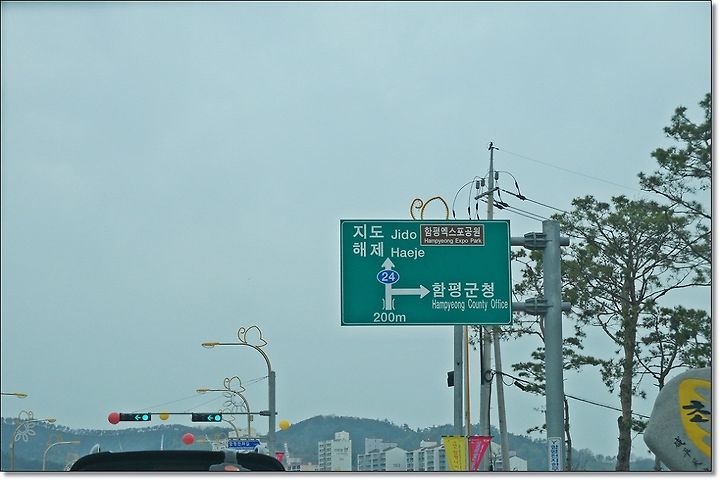 지도 Jido
해제 Haeje
함평엑스포공원
Hampyeong Expo Park
24
함평군청
Hampyeong County Office
200m
초